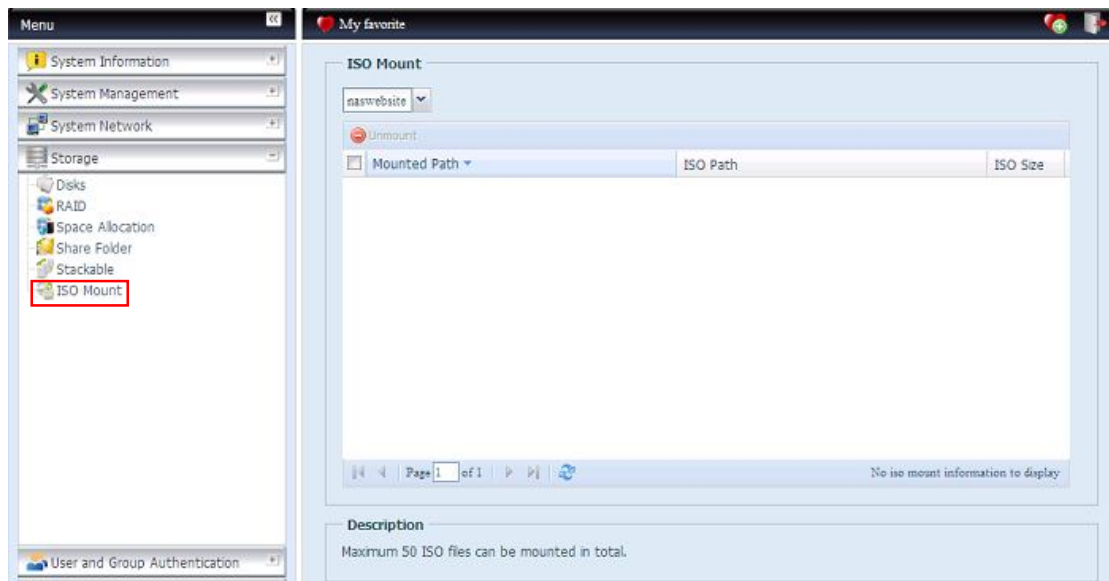 Menu
System Information
System Management
System Network
Storage
Disks
RAID
Space Allocation
Share Folder
Stackable
ISO Mount
User and Group Authentication
My favorite
ISO Mount
naswebsite
Unmount
Mounted Path ISO Path ISO Size
Page 1 of 1 No iso mount information to display
Description
Maximum 50 ISO files can be mounted in total.